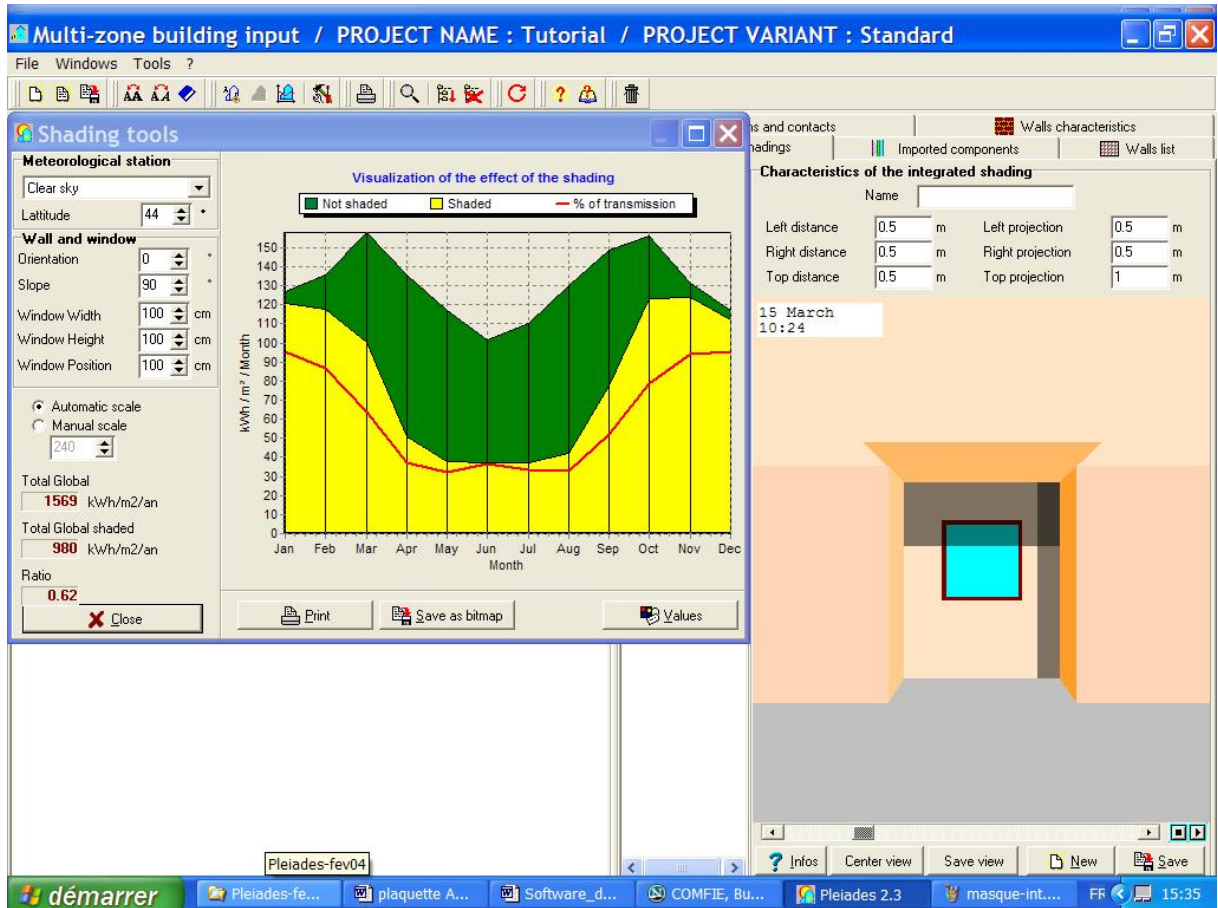 Multi-zone building input / PROJECT NAME : Tutorial / PROJECT VARIANT : Standard
File Windows Tools ?
Shading tools
Meteorological station
Clear sky
Lattitude 44 °
Wall and window
Orientation 0 °
Slope 90 °
Window Width 100 cm
Window Height 100 cm
Window Position 100 cm
Automatic scale
Manual scale
240
Total Global
1569 kWh/m2/an
Total Global shaded
980 kWh/m2/an
Ratio
0.62
Close
Visualization of the effect of the shading
Not shaded Shaded % of transmission
kWh / m² / Month
150
140
130
120
110
100
90
80
70
60
50
40
30
20
10
0
Jan Feb Mar Apr May Jun Jul Aug Sep Oct Nov Dec
Month
Print Save as bitmap Values
ns and contacts Walls characteristics
hadings Imported components Walls list
Characteristics of the integrated shading
Name
Left distance 0.5 m Left projection 0.5 m
Right distance 0.5 m Right projection 0.5 m
Top distance 0.5 m Top projection 1 m
15 March
10:24
Infos Center view Save view New Save
Pleiades-fev04
démarrer Pleiades-fe... plaquette A... Software_d... COMFIE, Bu... Pleiades 2.3 masque-int.... FR 15:35